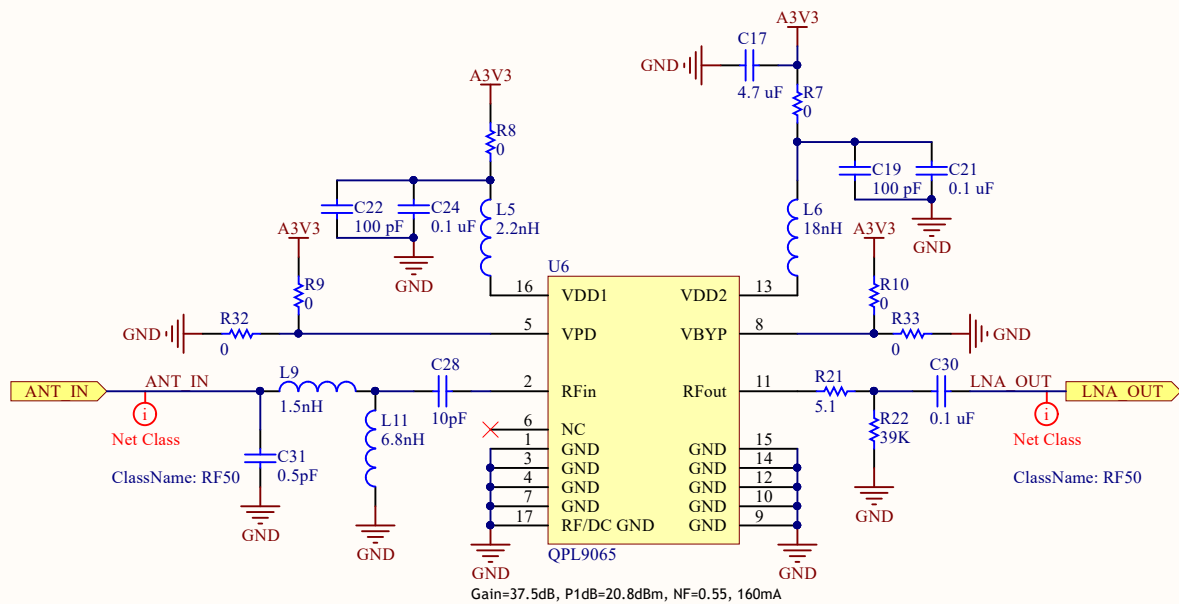 A3V3
C17
GND
4.7 uF
R7
0
A3V3
R8
0
C19
100 pF
C21
0.1 uF
C22
100 pF
C24
0.1 uF
L5
2.2nH
L6
18nH
GND
A3V3
A3V3
GND
U6
R9
0
16
VDD1
VDD2
13
R10
0
GND
R32
0
5
VPD
VBYP
8
R33
0
GND
ANT_IN
ANT_IN
L9
1.5nH
C28
10pF
2
RFin
RFout
11
R21
5.1
C30
0.1 uF
LNA_OUT
LNA_OUT
i
Net Class
L11
6.8nH
6
NC
R22
39K
i
Net Class
1
GND
GND
15
C31
0.5pF
3
GND
GND
14
ClassName: RF50
4
GND
GND
12
ClassName: RF50
7
GND
GND
10
17
RF/DC GND
GND
9
GND
GND
GND
GND
GND
QPL9065
Gain=37.5dB, P1dB=20.8dBm, NF=0.55, 160mA